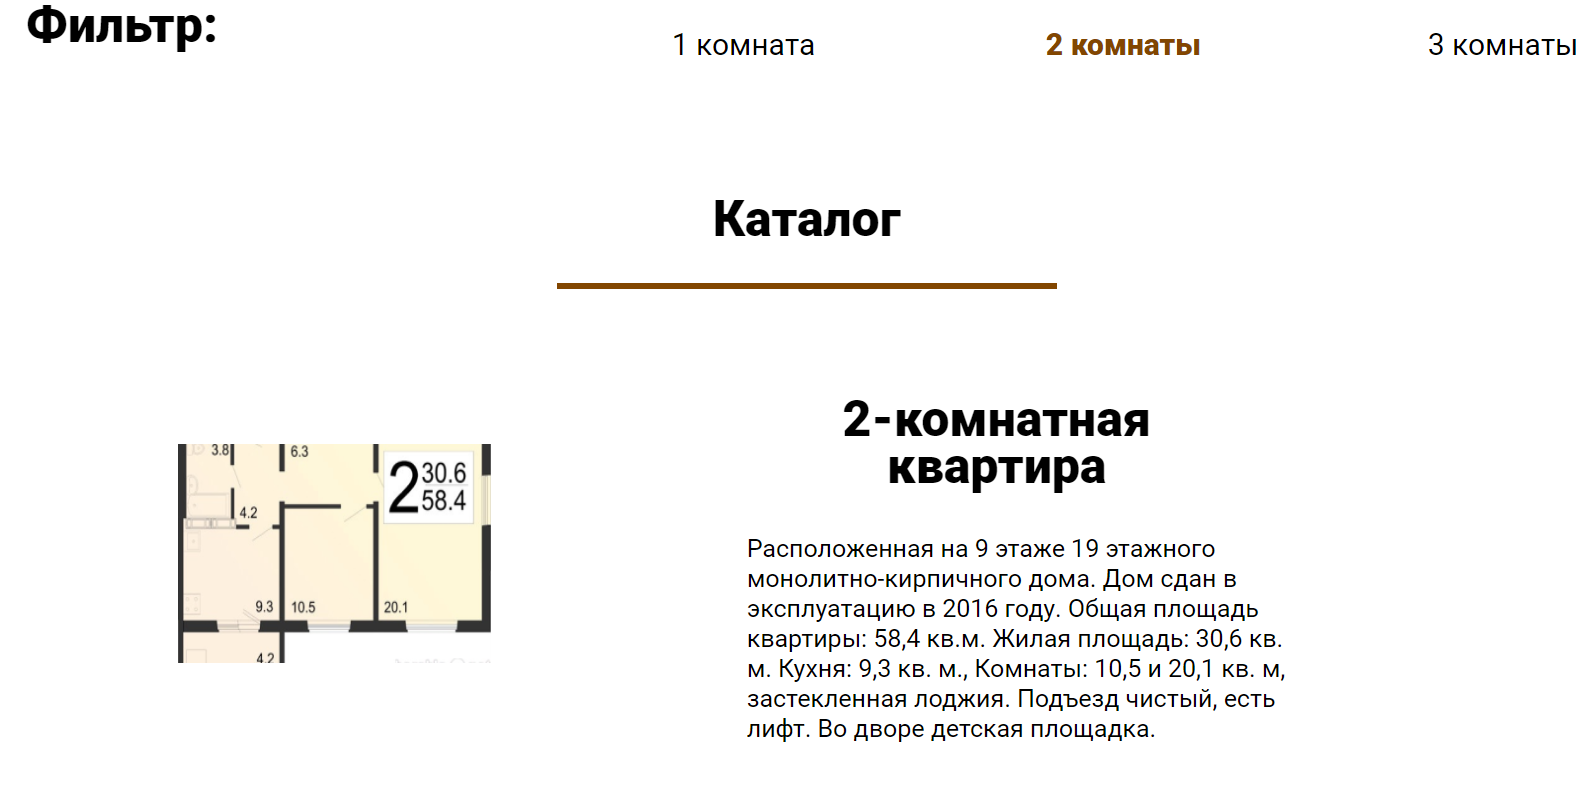 Фильтр:
1 комната
2 комнаты
3 комнаты
Каталог
2-комнатная
квартира
3.8
6.3
2 30.6
58.4
4.2
9.3
10.5
20.1
4.2
Расположенная на 9 этаже 19 этажного
монолитно-кирпичного дома. Дом сдан в
эксплуатацию в 2016 году. Общая площадь
квартиры: 58,4 кв.м. Жилая площадь: 30,6 кв.
м. Кухня: 9,3 кв. м., Комнаты: 10,5 и 20,1 кв. м,
застекленная лоджия. Подъезд чистый, есть
лифт. Во дворе детская площадка.